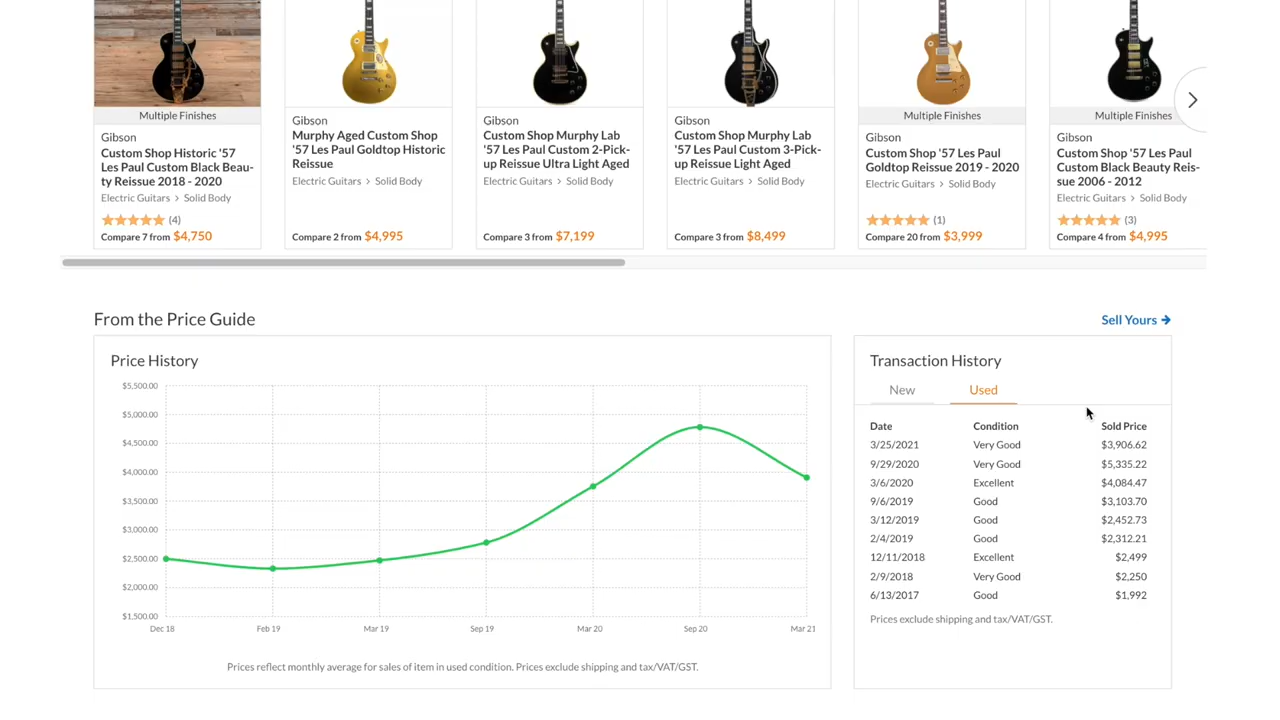 Multiple Finishes
Gibson
Custom Shop Historic '57
Les Paul Custom Black Beau-
ty Reissue 2018 - 2020
Electric Guitars > Solid Body
(4)
Compare 7 from $4,750
Gibson
Murphy Aged Custom Shop
'57 Les Paul Goldtop Historic
Reissue
Electric Guitars > Solid Body
Compare 2 from $4,995
Gibson
Custom Shop Murphy Lab
'57 Les Paul Custom 2-Pick-
up Reissue Ultra Light Aged
Electric Guitars > Solid Body
Compare 3 from $7,199
Gibson
Custom Shop Murphy Lab
'57 Les Paul Custom 3-Pick-
up Reissue Light Aged
Electric Guitars > Solid Body
Compare 3 from $8,499
Multiple Finishes
Gibson
Custom Shop '57 Les Paul
Goldtop Reissue 2019 - 2020
Electric Guitars > Solid Body
(1)
Compare 20 from $3,999
Multiple Finishes
Gibson
Custom Shop '57 Les Paul
Custom Black Beauty Reis-
sue 2006 - 2012
Electric Guitars > Solid Body
(3)
Compare 4 from $4,995
From the Price Guide
Sell Yours →
Price History
$5,500.00
$5,000.00
$4,500.00
$4,000.00
$3,500.00
$3,000.00
$2,500.00
$2,000.00
$1,500.00
Dec 18 Feb 19 Mar 19 Sep 19 Mar 20 Sep 20 Mar 21
Prices reflect monthly average for sales of item in used condition. Prices exclude shipping and tax/VAT/GST.
Transaction History
New Used
Date Condition Sold Price
3/25/2021 Very Good $3,906.62
9/29/2020 Very Good $5,335.22
3/6/2020 Excellent $4,084.47
9/6/2019 Good $3,103.70
3/12/2019 Good $2,452.73
2/4/2019 Good $2,312.21
12/11/2018 Excellent $2,499
2/9/2018 Very Good $2,250
6/13/2017 Good $1,992
Prices exclude shipping and tax/VAT/GST.